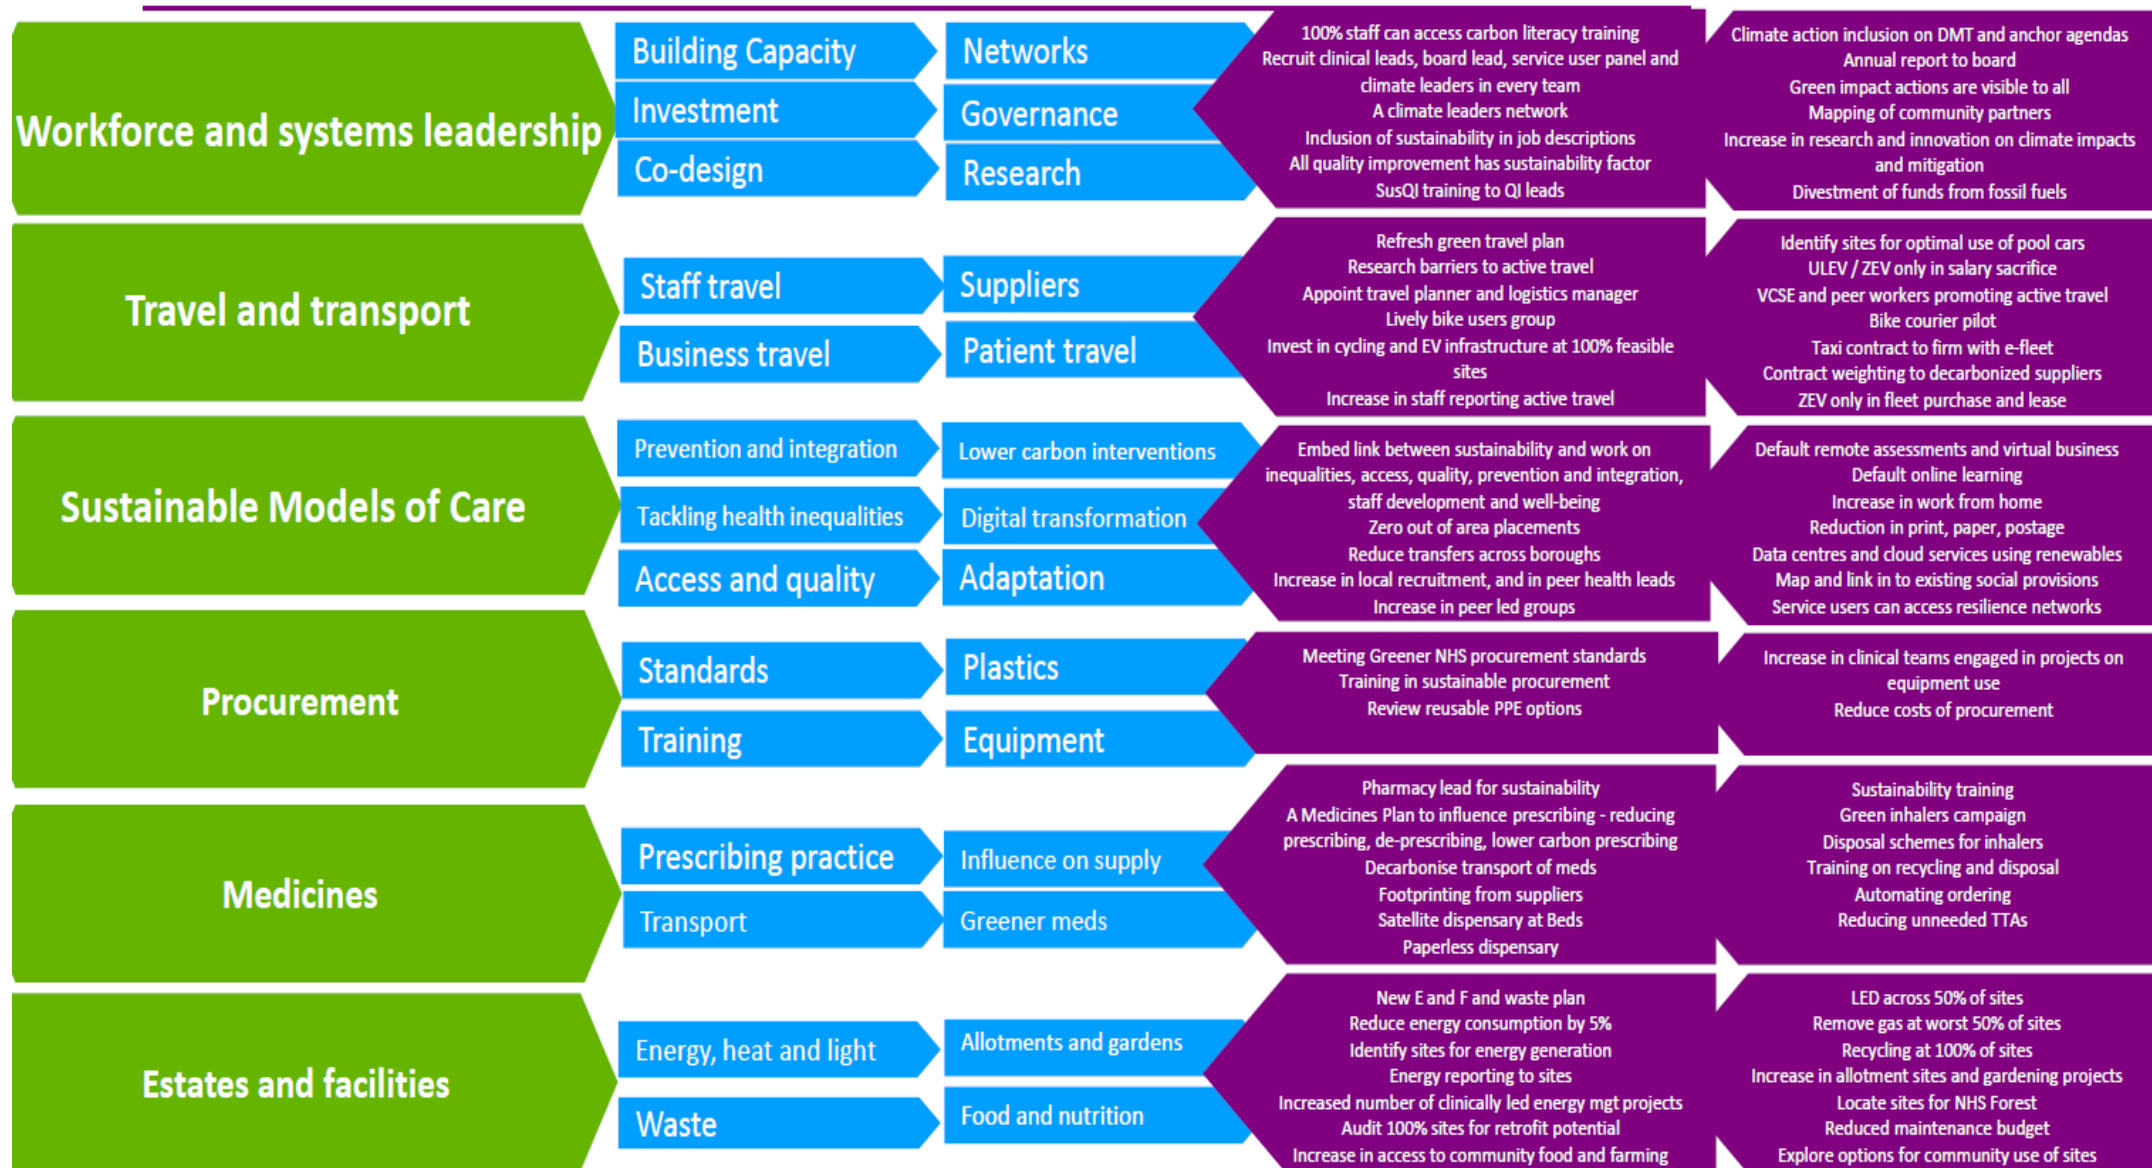 Workforce and systems leadership
Building Capacity
Networks
Investment
Governance
Co-design
Research
100% staff can access carbon literacy training
Recruit clinical leads, board lead, service user panel and
climate leaders in every team
A climate leaders network
Inclusion of sustainability in job descriptions
All quality improvement has sustainability factor
SusQI training to QI leads
Climate action inclusion on DMT and anchor agendas
Annual report to board
Green impact actions are visible to all
Mapping of community partners
Increase in research and innovation on climate impacts
and mitigation
Divestment of funds from fossil fuels
Travel and transport
Staff travel
Suppliers
Business travel
Patient travel
Refresh green travel plan
Research barriers to active travel
Appoint travel planner and logistics manager
Lively bike users group
Invest in cycling and EV infrastructure at 100% feasible
sites
Increase in staff reporting active travel
Identify sites for optimal use of pool cars
ULEV / ZEV only in salary sacrifice
VCSE and peer workers promoting active travel
Bike courier pilot
Taxi contract to firm with e-fleet
Contract weighting to decarbonized suppliers
ZEV only in fleet purchase and lease
Sustainable Models of Care
Prevention and integration
Lower carbon interventions
Tackling health inequalities
Digital transformation
Access and quality
Adaptation
Embed link between sustainability and work on
inequalities, access, quality, prevention and integration,
staff development and well-being
Zero out of area placements
Reduce transfers across boroughs
Increase in local recruitment, and in peer health leads
Increase in peer led groups
Default remote assessments and virtual business
Default online learning
Increase in work from home
Reduction in print, paper, postage
Data centres and cloud services using renewables
Map and link in to existing social provisions
Service users can access resilience networks
Procurement
Standards
Plastics
Training
Equipment
Meeting Greener NHS procurement standards
Training in sustainable procurement
Review reusable PPE options
Increase in clinical teams engaged in projects on
equipment use
Reduce costs of procurement
Medicines
Prescribing practice
Influence on supply
Transport
Greener meds
Pharmacy lead for sustainability
A Medicines Plan to influence prescribing - reducing
prescribing, de-prescribing, lower carbon prescribing
Decarbonise transport of meds
Footprinting from suppliers
Satellite dispensary at Beds
Paperless dispensary
Sustainability training
Green inhalers campaign
Disposal schemes for inhalers
Training on recycling and disposal
Automating ordering
Reducing unneeded TTAs
Estates and facilities
Energy, heat and light
Allotments and gardens
Waste
Food and nutrition
New E and F and waste plan
Reduce energy consumption by 5%
Identify sites for energy generation
Energy reporting to sites
Increased number of clinically led energy mgt projects
Audit 100% sites for retrofit potential
Increase in access to community food and farming
LED across 50% of sites
Remove gas at worst 50% of sites
Recycling at 100% of sites
Increase in allotment sites and gardening projects
Locate sites for NHS Forest
Reduced maintenance budget
Explore options for community use of sites